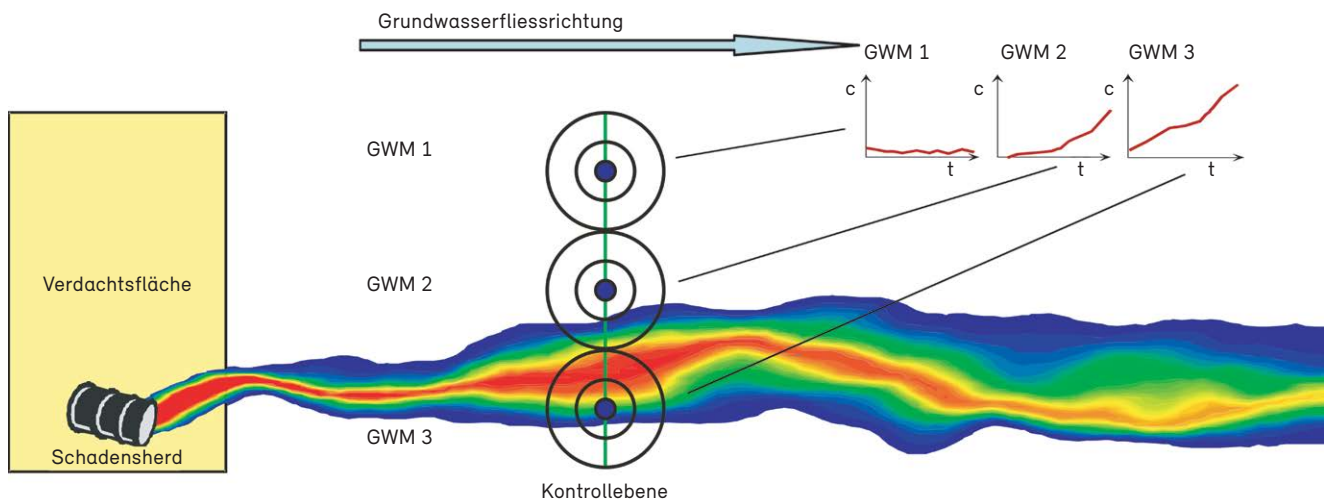 Grundwasserfliessrichtung
GWM 1
GWM 2
GWM 3
c
c
c
t
t
t
GWM 1
GWM 2
GWM 3
Verdachtsfläche
Schadensherd
Kontrollebene